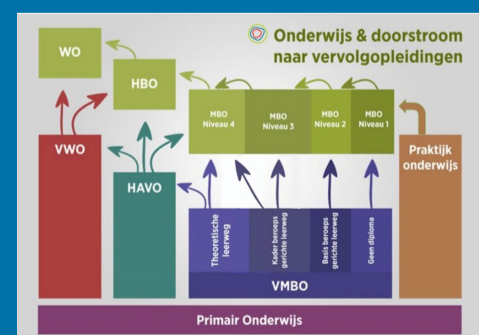 Onderwijs & doorstroom
naar vervolgopleidingen
WO
HBO
MBO
Niveau 4
MBO
Niveau 3
MBO
Niveau 2
MBO
Niveau 1
VWO
HAVO
Praktijk
onderwijs
Theoretische
leerweg
Kader beroeps
gerichte leerweg
Basis beroeps
gerichte leerweg
Geen diploma
VMBO
Primair Onderwijs